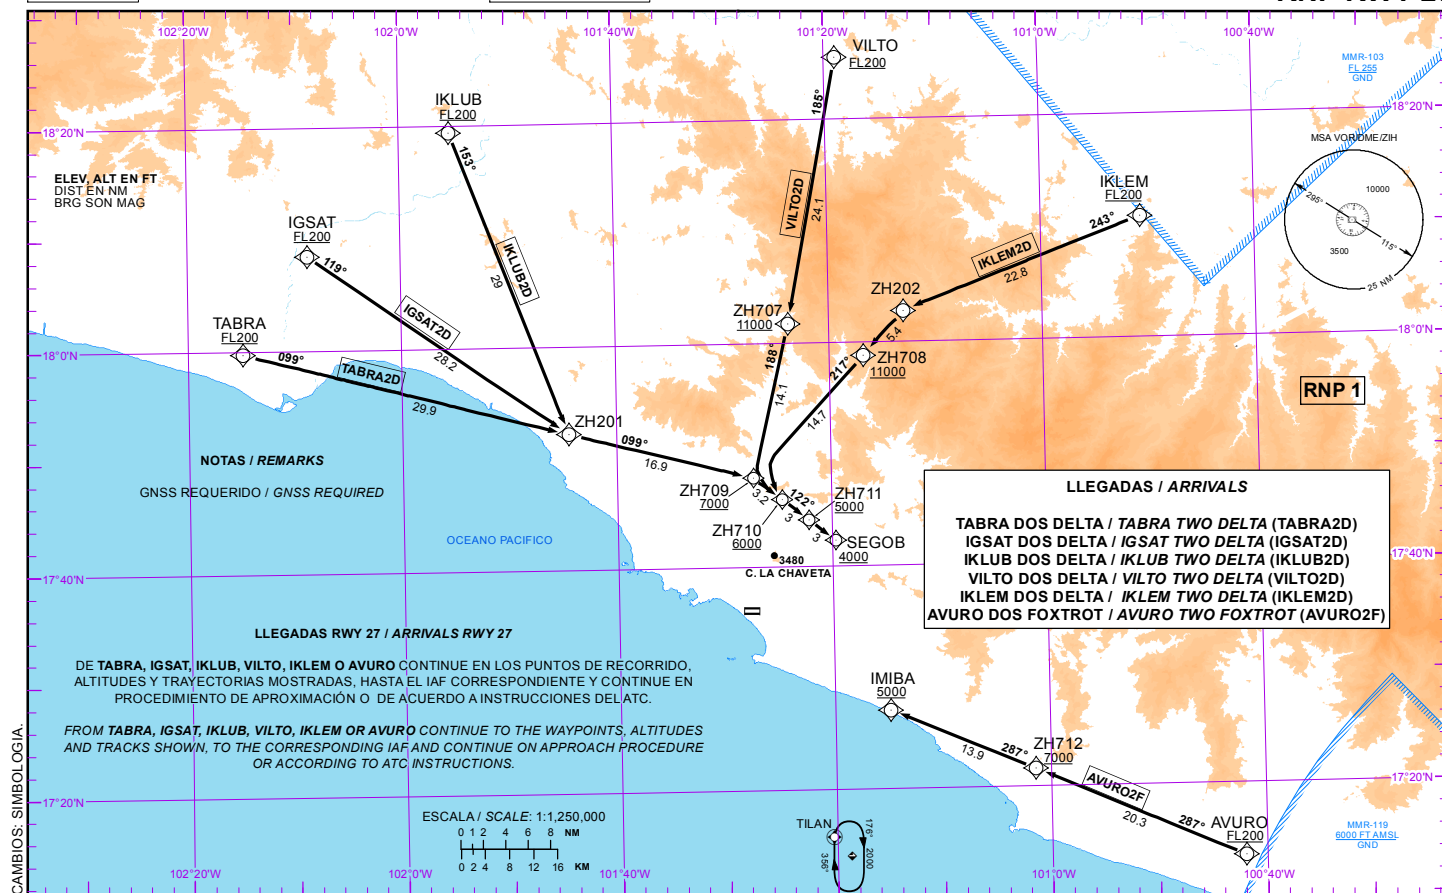 102°20'W
102°0'W
101°40'W
101°20'W
101°0'W
100°40'W
VILTO
FL200
MMR-103
FL 255
GND
IKLUB
FL200
185°
18°20'N
18°20'N
153°
MSA VOR/DME/ZIH
ELEV, ALT EN FT
DIST EN NM
BRG SON MAG
IKLEM
FL200
10000
295°
115°
3500
25 NM
VILTO2D
24.1
243°
IGSAT
FL200
119°
IKLUB2D
29
IKLEM2D
22.8
ZH202
5.4
ZH707
11000
TABRA
FL200
IGSAT2D
28.2
18°0'N
18°0'N
099°
TABRA2D
29.9
188°
14.1
217°
ZH708
11000
14.7
RNP 1
ZH201
099°
16.9
NOTAS / REMARKS
GNSS REQUERIDO / GNSS REQUIRED
ZH709
7000
3.2
122°
ZH711
5000
ZH710
6000
3
3
SEGOB
4000
3480
C. LA CHAVETA
OCEANO PACIFICO
LLEGADAS / ARRIVALS
TABRA DOS DELTA / TABRA TWO DELTA (TABRA2D)
IGSAT DOS DELTA / IGSAT TWO DELTA (IGSAT2D)
IKLUB DOS DELTA / IKLUB TWO DELTA (IKLUB2D)
VILTO DOS DELTA / VILTO TWO DELTA (VILTO2D)
IKLEM DOS DELTA / IKLEM TWO DELTA (IKLEM2D)
AVURO DOS FOXTROT / AVURO TWO FOXTROT (AVURO2F)
17°40'N
17°40'N
LLEGADAS RWY 27 / ARRIVALS RWY 27
DE TABRA, IGSAT, IKLUB, VILTO, IKLEM O AVURO CONTINUE EN LOS PUNTOS DE RECORRIDO,
ALTITUDES Y TRAYECTORIAS MOSTRADAS, HASTA EL IAF CORRESPONDIENTE Y CONTINUE EN
PROCEDIMIENTO DE APROXIMACIÓN O DE ACUERDO A INSTRUCCIONES DEL ATC.
FROM TABRA, IGSAT, IKLUB, VILTO, IKLEM OR AVURO CONTINUE TO THE WAYPOINTS, ALTITUDES
AND TRACKS SHOWN, TO THE CORRESPONDING IAF AND CONTINUE ON APPROACH PROCEDURE
OR ACCORDING TO ATC INSTRUCTIONS.
IMIBA
5000
13.9
287°
ZH712
7000
AVURO2F
20.3
287°
AVURO
FL200
17°20'N
17°20'N
MMR-119
6000 FT AMSL
GND
ESCALA / SCALE: 1:1,250,000
0 1 2 4 6 8 NM
0 2 4 8 12 16 KM
TILAN
176°
2000
356°
102°20'W
102°0'W
101°40'W
101°20'W
101°0'W
100°40'W
CAMBIOS: SIMBOLOGIA.